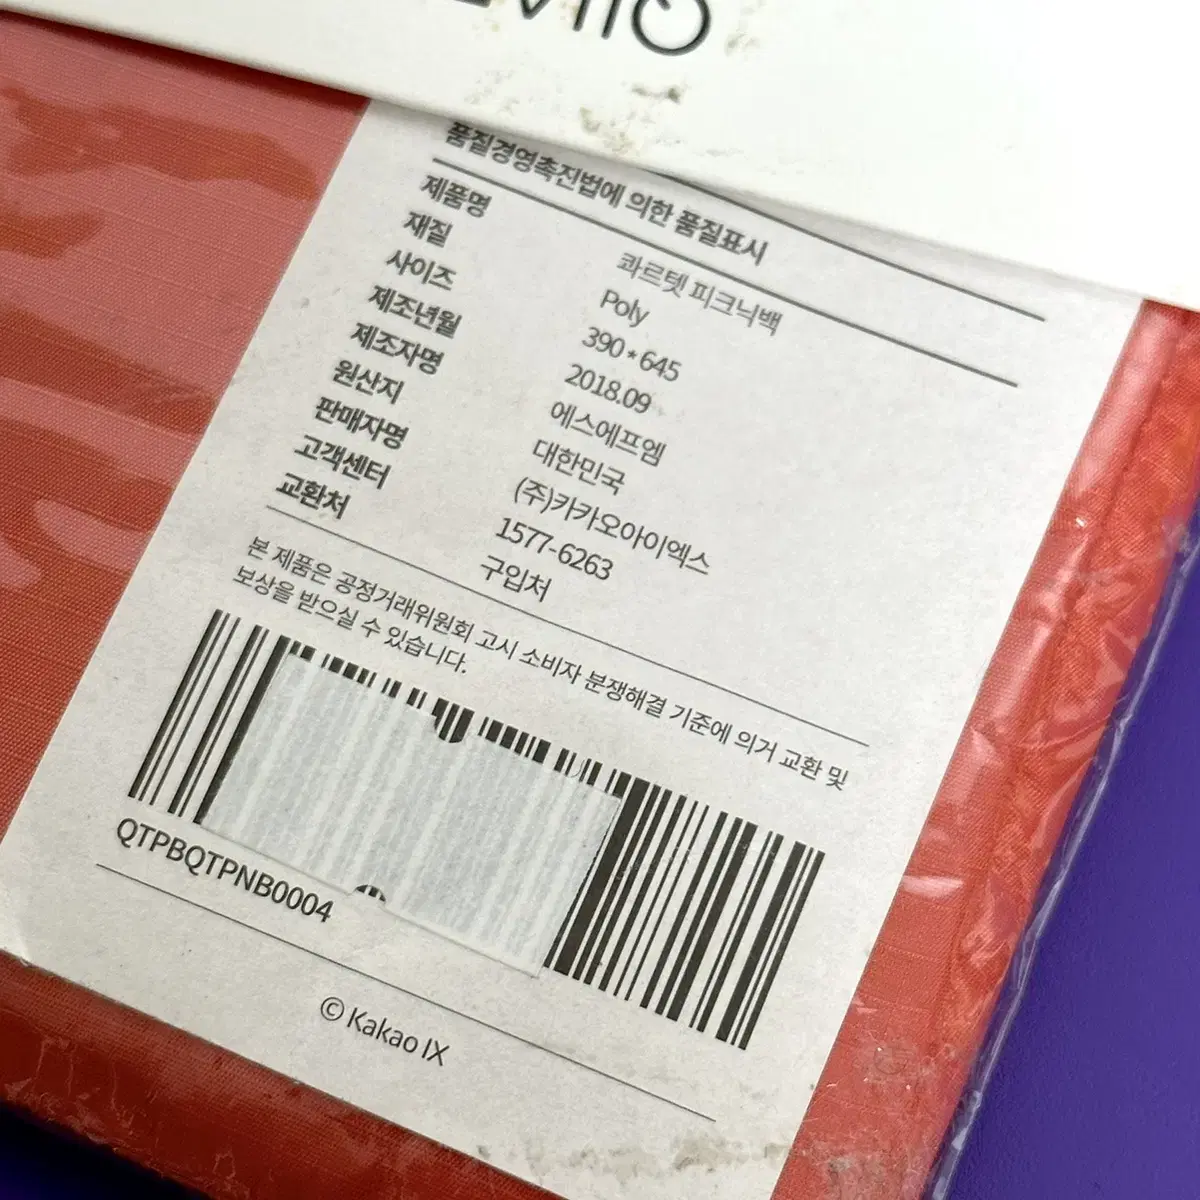 품질경영촉진법에 의한 품질표시
제품명 콰르텟 피크닉백
재질 Poly
사이즈 390*645
제조년월 2018.09
제조자명 에스에프엠
원산지 대한민국
판매자명 (주)카카오아이엑스
고객센터 1577-6263
교환처 구입처
본 제품은 공정거래위원회 고시 소비자 분쟁해결 기준에 의거 교환 및
보상을 받으실 수 있습니다.
QTPBQTPNB0004
© Kakao IX